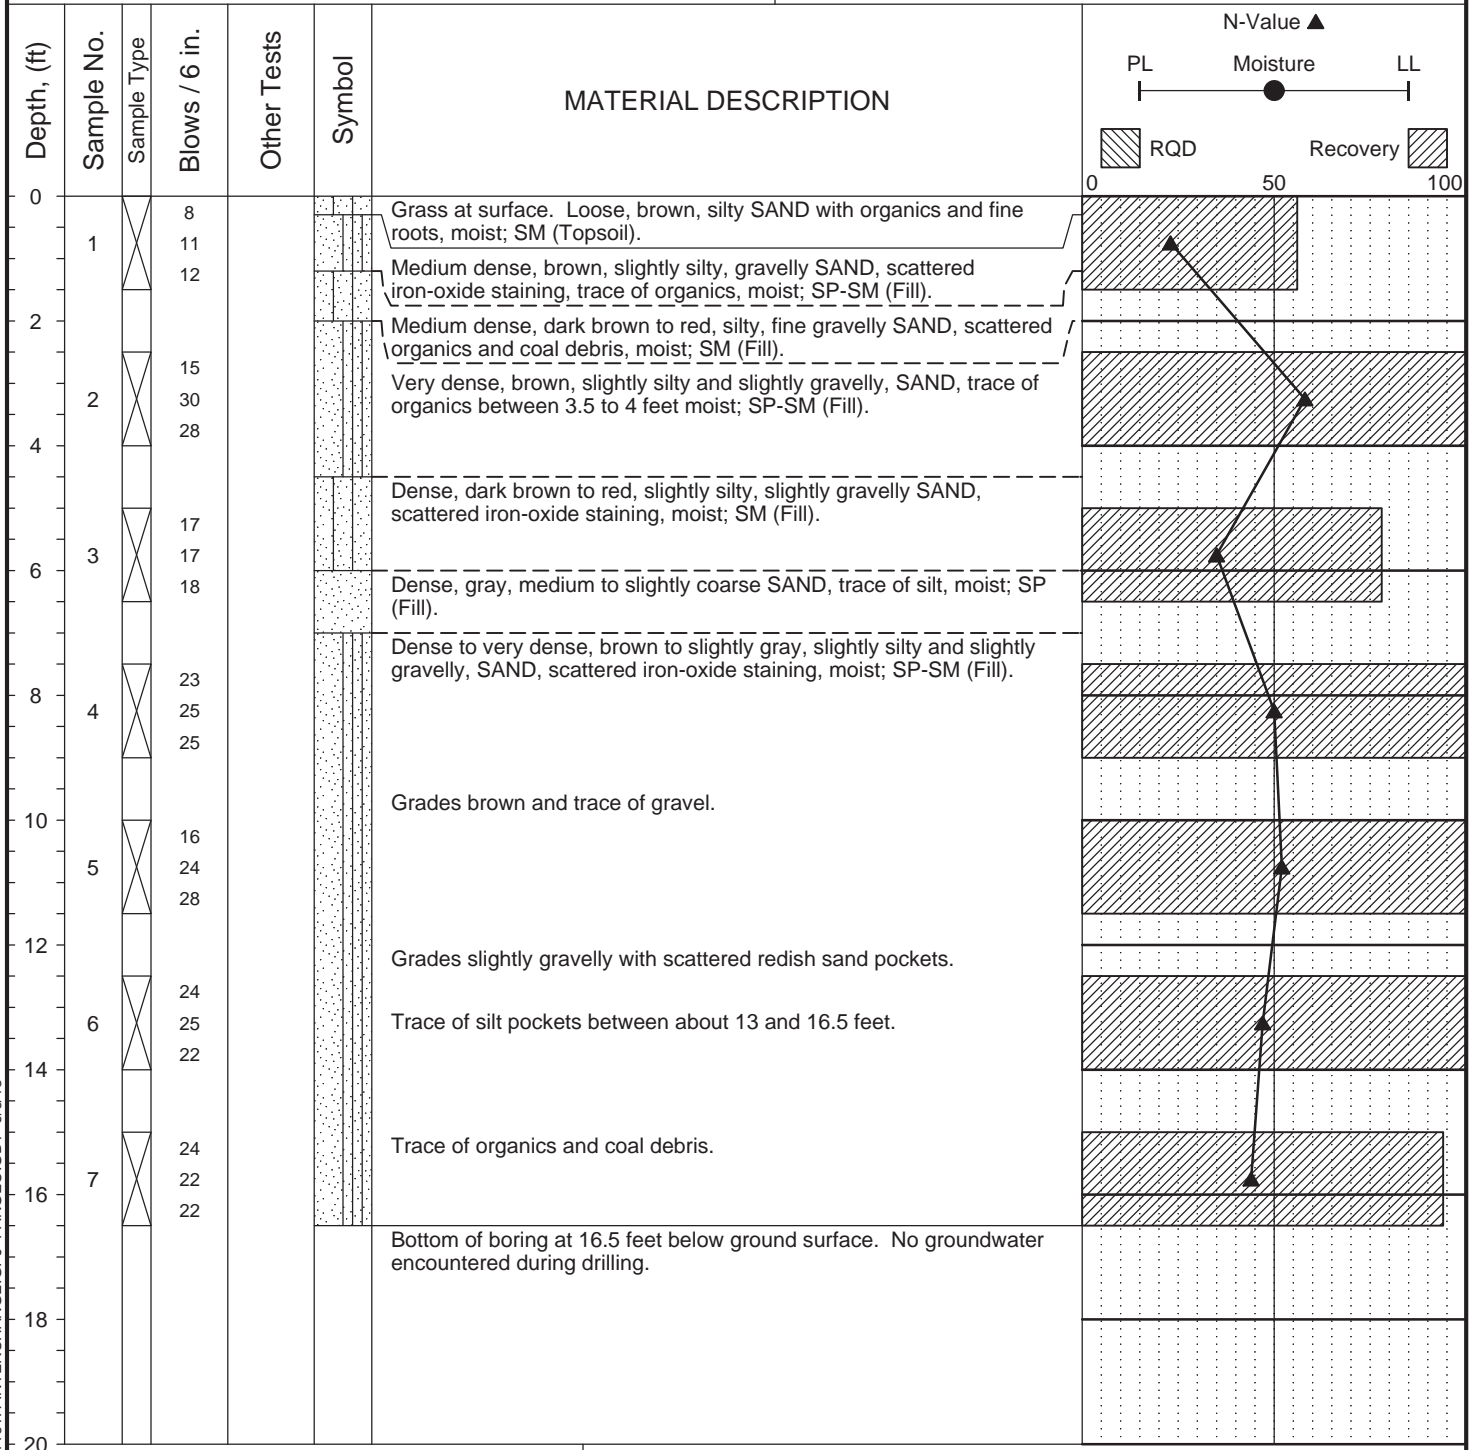 Depth, (ft)
Sample No.
Sample Type
Blows / 6 in.
Other Tests
Symbol
MATERIAL DESCRIPTION
N-Value ▲
PL Moisture LL
RQD Recovery
0 50 100
0
2
4
6
8
10
12
14
16
18
20
1
8
11
12
2
15
30
28
3
17
17
18
4
23
25
25
5
16
24
28
6
24
25
22
7
24
22
22
Grass at surface. Loose, brown, silty SAND with organics and fine
roots, moist; SM (Topsoil).
Medium dense, brown, slightly silty, gravelly SAND, scattered
iron-oxide staining, trace of organics, moist; SP-SM (Fill).
Medium dense, dark brown to red, silty, fine gravelly SAND, scattered
organics and coal debris, moist; SM (Fill).
Very dense, brown, slightly silty and slightly gravelly, SAND, trace of
organics between 3.5 to 4 feet moist; SP-SM (Fill).
Dense, dark brown to red, slightly silty, slightly gravelly SAND,
scattered iron-oxide staining, moist; SM (Fill).
Dense, gray, medium to slightly coarse SAND, trace of silt, moist; SP
(Fill).
Dense to very dense, brown to slightly gray, slightly silty and slightly
gravelly, SAND, scattered iron-oxide staining, moist; SP-SM (Fill).
Grades brown and trace of gravel.
Grades slightly gravelly with scattered redish sand pockets.
Trace of silt pockets between about 13 and 16.5 feet.
Trace of organics and coal debris.
Bottom of boring at 16.5 feet below ground surface. No groundwater
encountered during drilling.